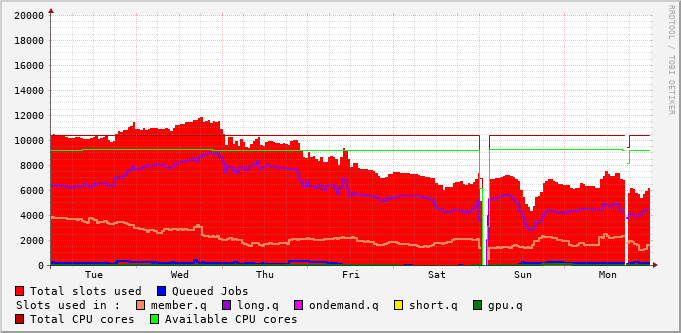 RRDTOOL / TOBI OETIKER
20000
18000
16000
14000
12000
10000
8000
6000
4000
2000
0
Tue Wed Thu Fri Sat Sun Mon
Total slots used Queued Jobs
Slots used in : member.q long.q ondemand.q short.q gpu.q
Total CPU cores Available CPU cores